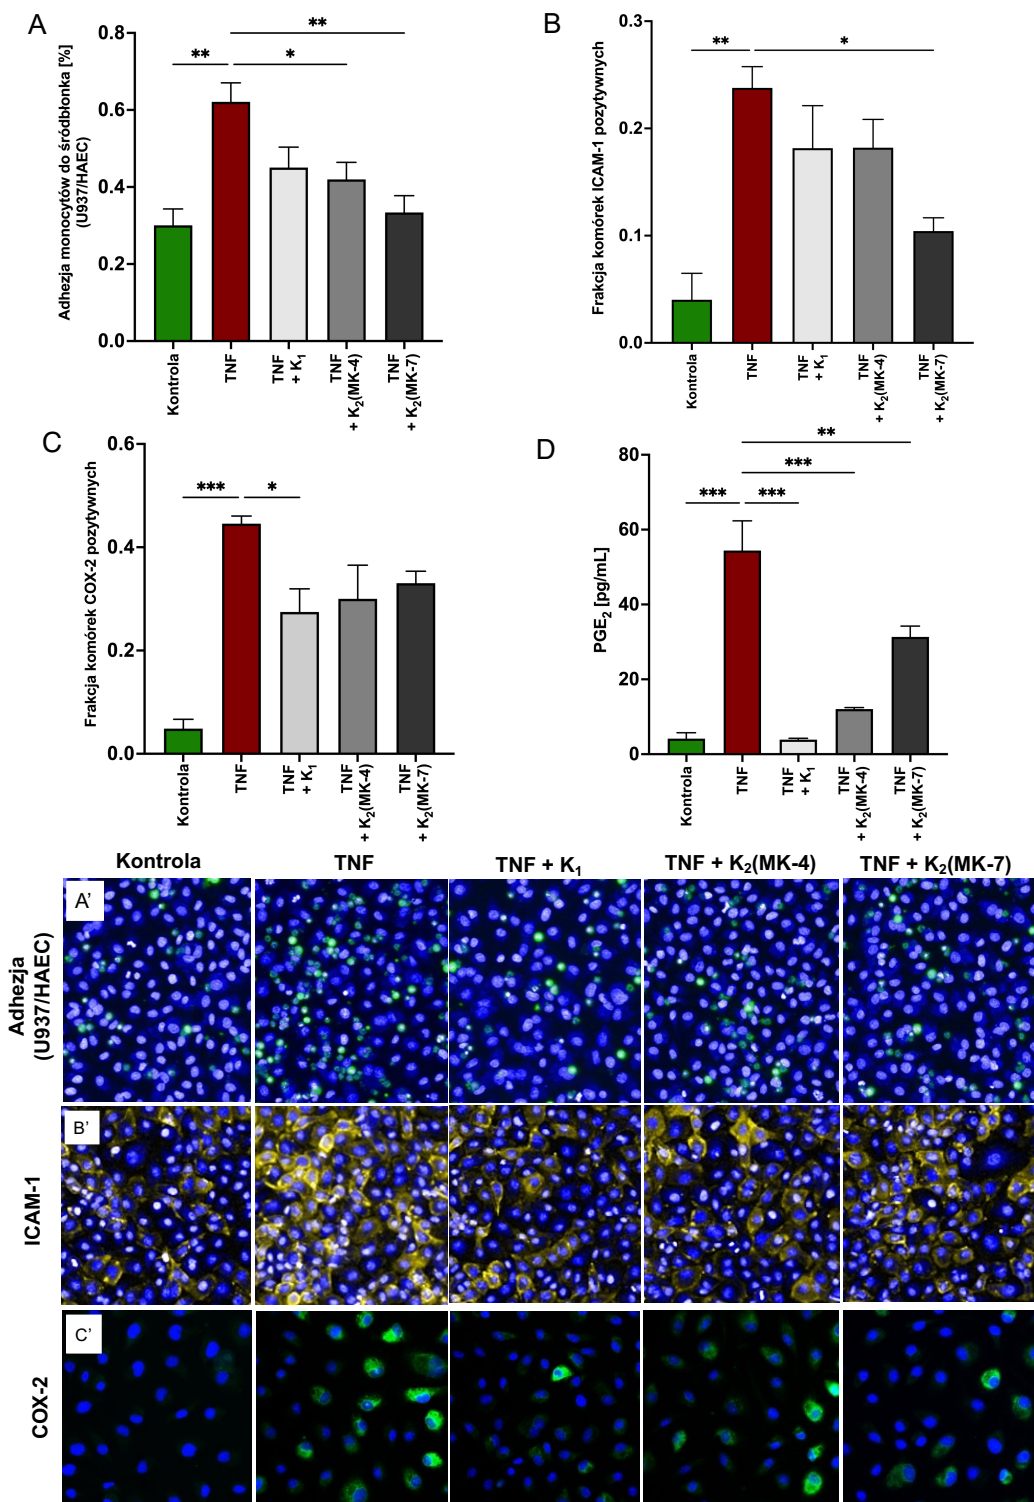 A
Adhezja monocytów do śródbłonka [%]
(U937/HAEC)
0.8
0.6
0.4
0.2
0.0
**
**
*
Kontrola
TNF
TNF
+ K₁
TNF
+ K₂(MK-4)
TNF
+ K₂(MK-7)
B
Frakcja komórek ICAM-1 pozytywnych
0.3
0.2
0.1
0.0
**
*
Kontrola
TNF
TNF
+ K₁
TNF
+ K₂(MK-4)
TNF
+ K₂(MK-7)
C
Frakcja komórek COX-2 pozytywnych
0.6
0.4
0.2
0.0
***
*
Kontrola
TNF
TNF
+ K₁
TNF
+ K₂(MK-4)
TNF
+ K₂(MK-7)
D
PGE₂ [pg/mL]
80
60
40
20
0
**
***
***
***
Kontrola
TNF
TNF
+ K₁
TNF
+ K₂(MK-4)
TNF
+ K₂(MK-7)
Kontrola
TNF
TNF + K₁
TNF + K₂(MK-4)
TNF + K₂(MK-7)
A'
Adhezja
(U937/HAEC)
B'
ICAM-1
C'
COX-2